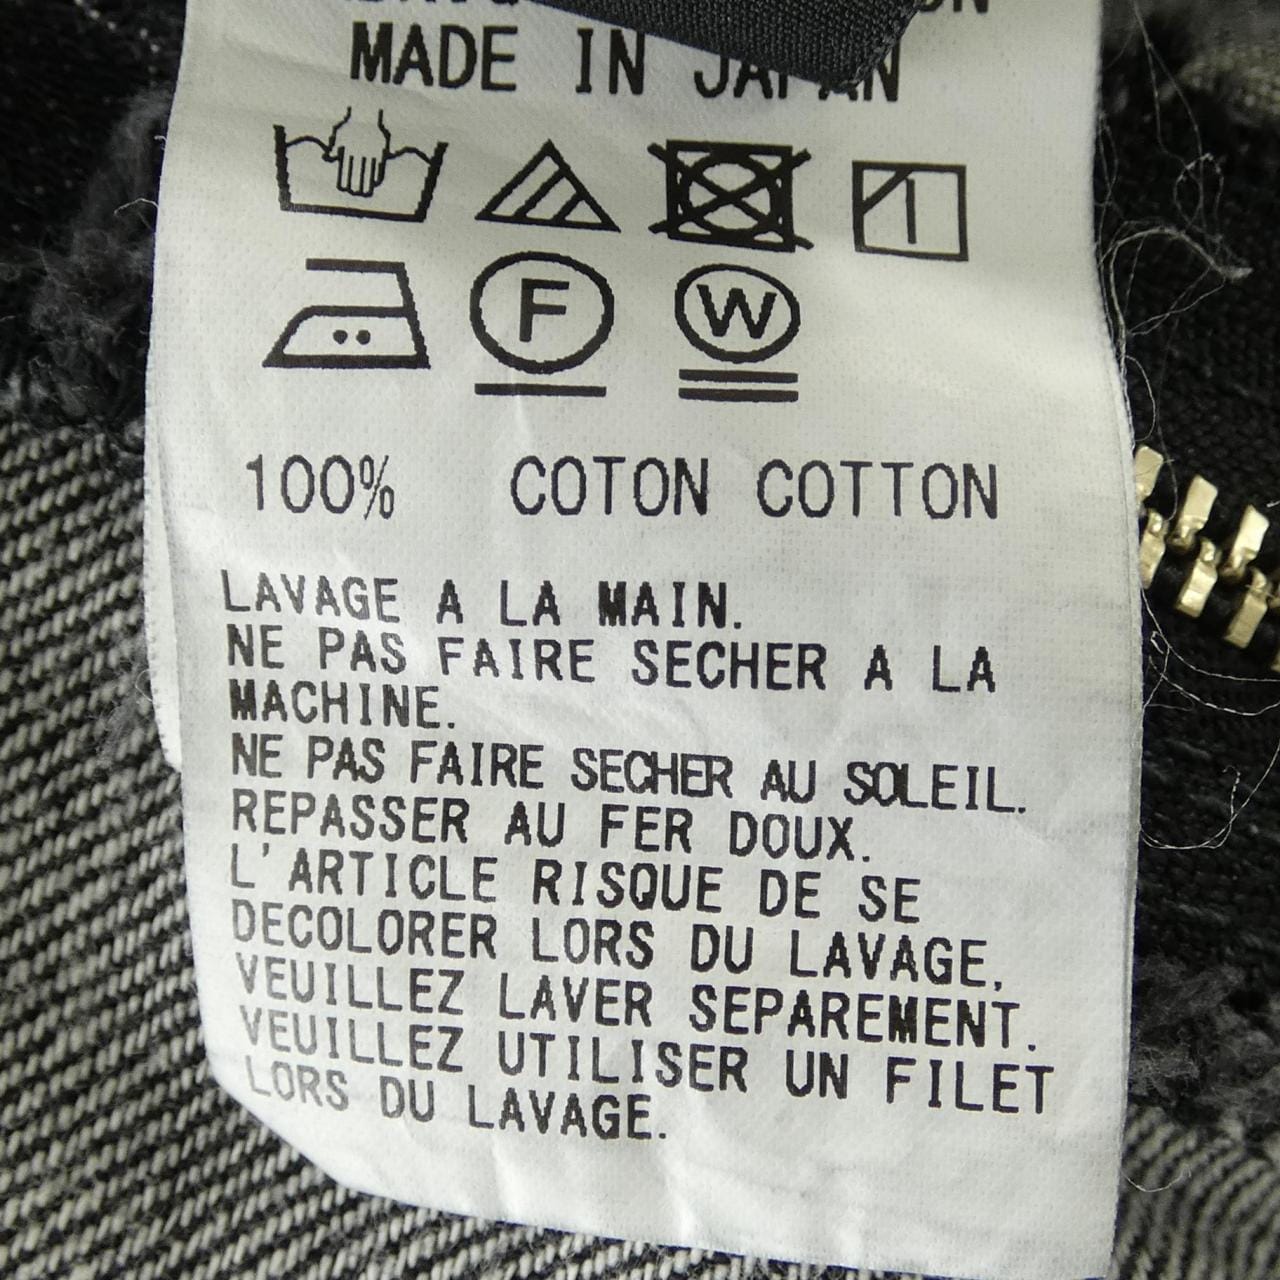 MADE IN JAPAN
F W
100% COTON COTTON
LAVAGE A LA MAIN.
NE PAS FAIRE SECHER A LA
MACHINE.
NE PAS FAIRE SECHER AU SOLEIL.
REPASSER AU FER DOUX.
L'ARTICLE RISQUE DE SE
DECOLORER LORS DU LAVAGE.
VEUILLEZ LAVER SEPAREMENT.
VEUILLEZ UTILISER UN FILET
LORS DU LAVAGE.